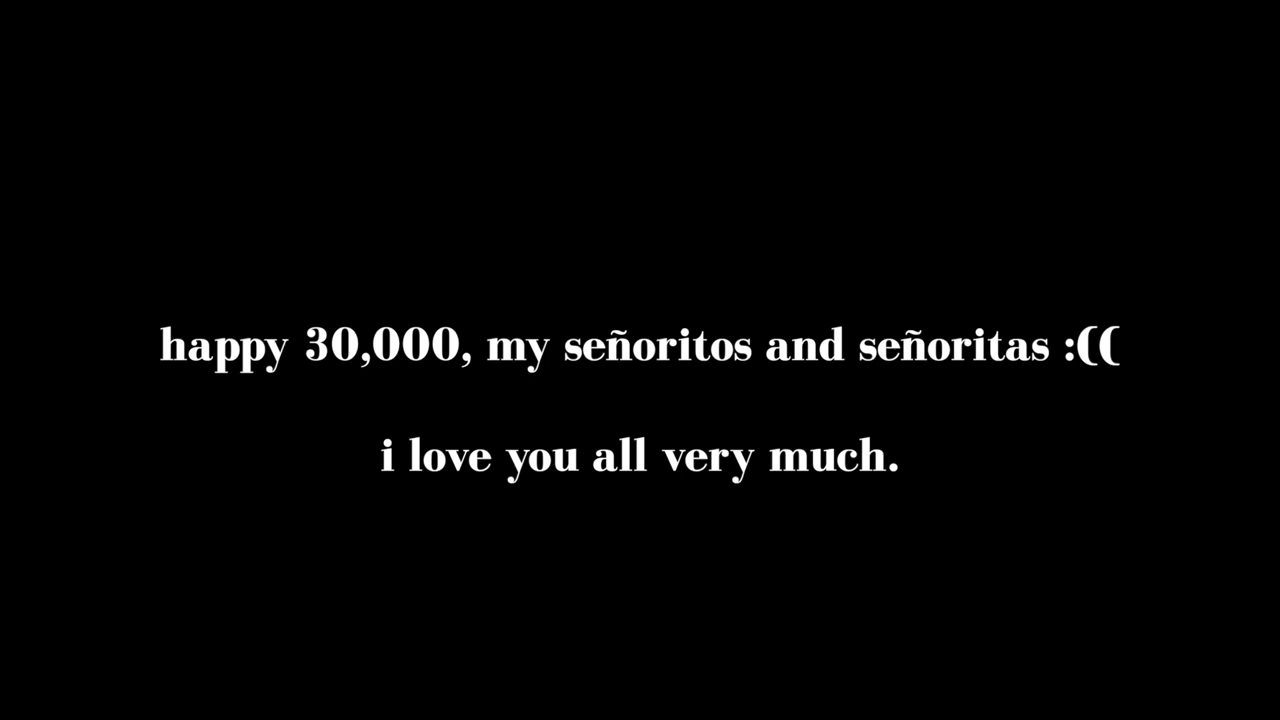 happy 30,000, my señoritos and señoritas :((
i love you all very much.